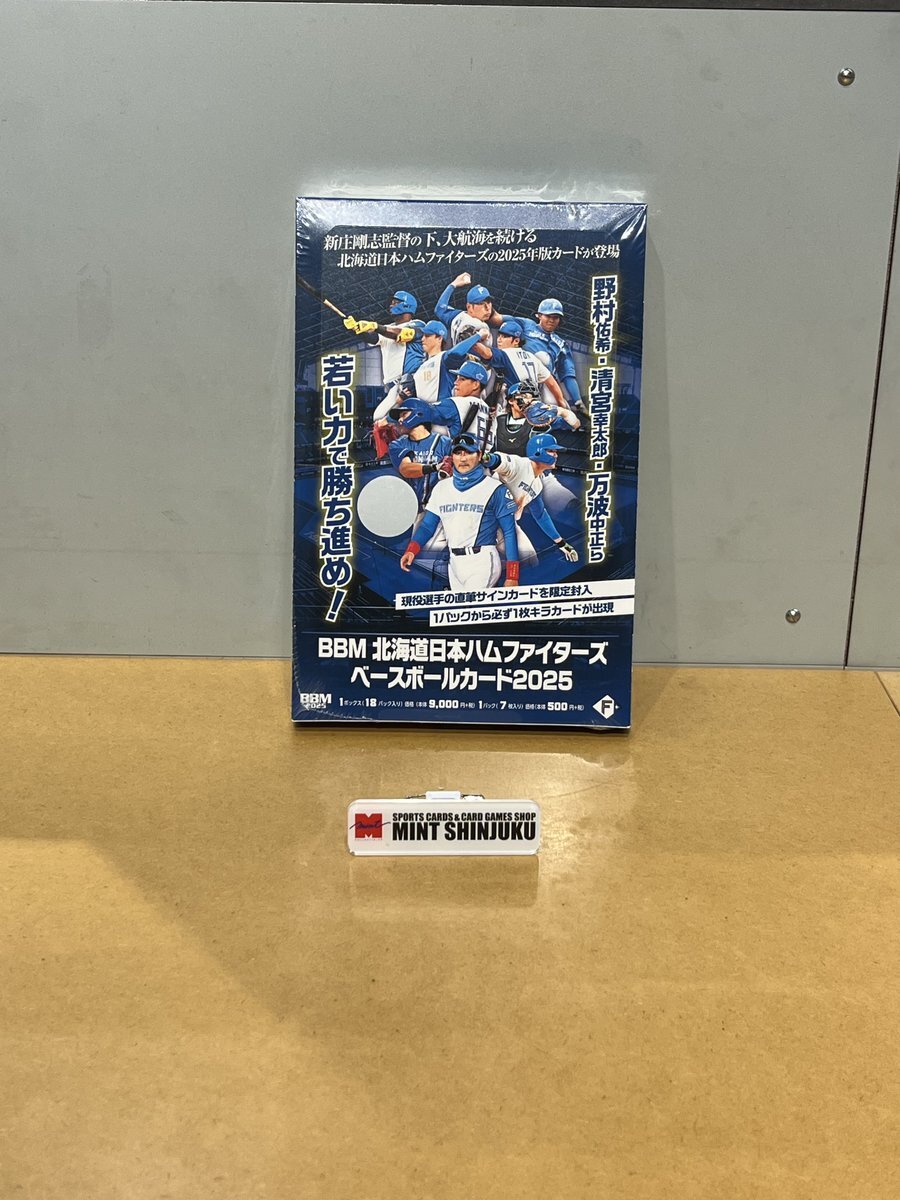 新庄剛志監督の下、大航海を続ける
北海道日本ハムファイターズの2025年版カードが登場
野村佑希・清宮幸太郎・万波中正ら
若い力で勝ち進め!
18
ITOH
17
66
FIGHTERS
FIGHTERS
現役選手の直筆サインカードを限定封入
1パックから必ず1枚キラカードが出現
BBM 北海道日本ハムファイターズ
ベースボールカード2025
BBM 2025
1ボックス(18パック入り)価格(本体9,000円+税) 1パック(7枚入り)価格(本体500円+税)
F
mint
SPORTS CARDS & CARD GAMES SHOP
MINT SHINJUKU